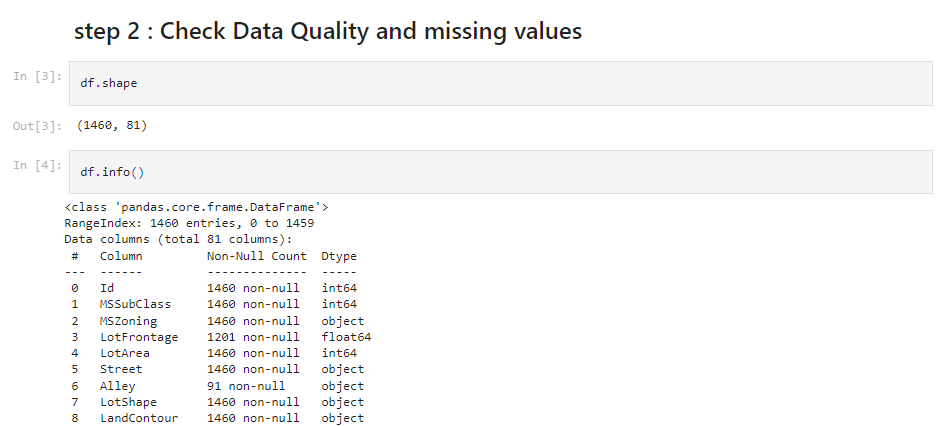 step 2 : Check Data Quality and missing values
In [3]: df.shape
Out[3]: (1460, 81)
In [4]: df.info()
<class 'pandas.core.frame.DataFrame'>
RangeIndex: 1460 entries, 0 to 1459
Data columns (total 81 columns):
 #   Column         Non-Null Count  Dtype
---  ------         --------------  -----
 0   Id             1460 non-null   int64
 1   MSSubClass     1460 non-null   int64
 2   MSZoning       1460 non-null   object
 3   LotFrontage    1201 non-null   float64
 4   LotArea        1460 non-null   int64
 5   Street         1460 non-null   object
 6   Alley          91 non-null     object
 7   LotShape       1460 non-null   object
 8   LandContour    1460 non-null   object